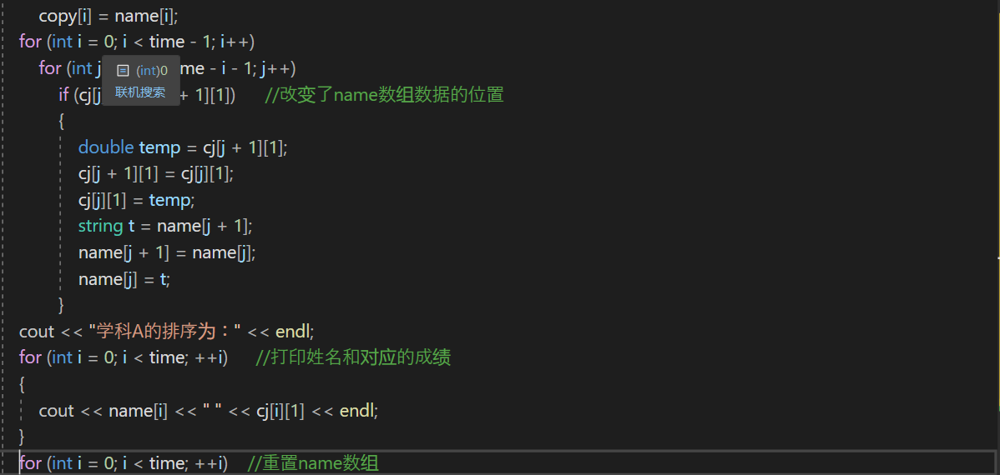 copy[i] = name[i];
for (int i = 0; i < time - 1; i++)
for (int j me - i - 1; j++)
(int)0
联机搜索
if (cj[j + 1][1]) //改变了name数组数据的位置
{
double temp = cj[j + 1][1];
cj[j + 1][1] = cj[j][1];
cj[j][1] = temp;
string t = name[j + 1];
name[j + 1] = name[j];
name[j] = t;
}
cout << "学科A的排序为：" << endl;
for (int i = 0; i < time; ++i) //打印姓名和对应的成绩
{
cout << name[i] << " " << cj[i][1] << endl;
}
for (int i = 0; i < time; ++i) //重置name数组